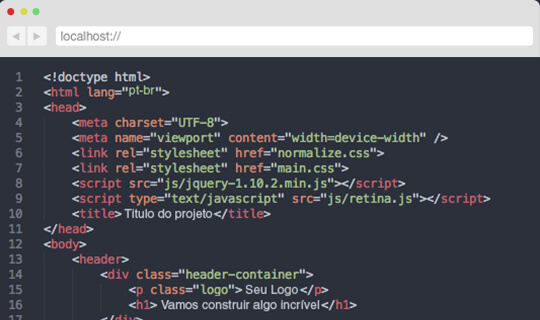 localhost://
1 <!doctype html>
2 <html lang="pt-br">
3 <head>
4 <meta charset="UTF-8">
5 <meta name="viewport" content="width=device-width" />
6 <link rel="stylesheet" href="normalize.css">
7 <link rel="stylesheet" href="main.css">
8 <script src="js/jquery-1.10.2.min.js"></script>
9 <script type="text/javascript" src="js/retina.js"></script>
10 <title> Título do projeto</title>
11 </head>
12 <body>
13 <header>
14 <div class="header-container">
15 <p class="logo"> Seu Logo</p>
16 <h1> Vamos construir algo incrível</h1>
17 </div>